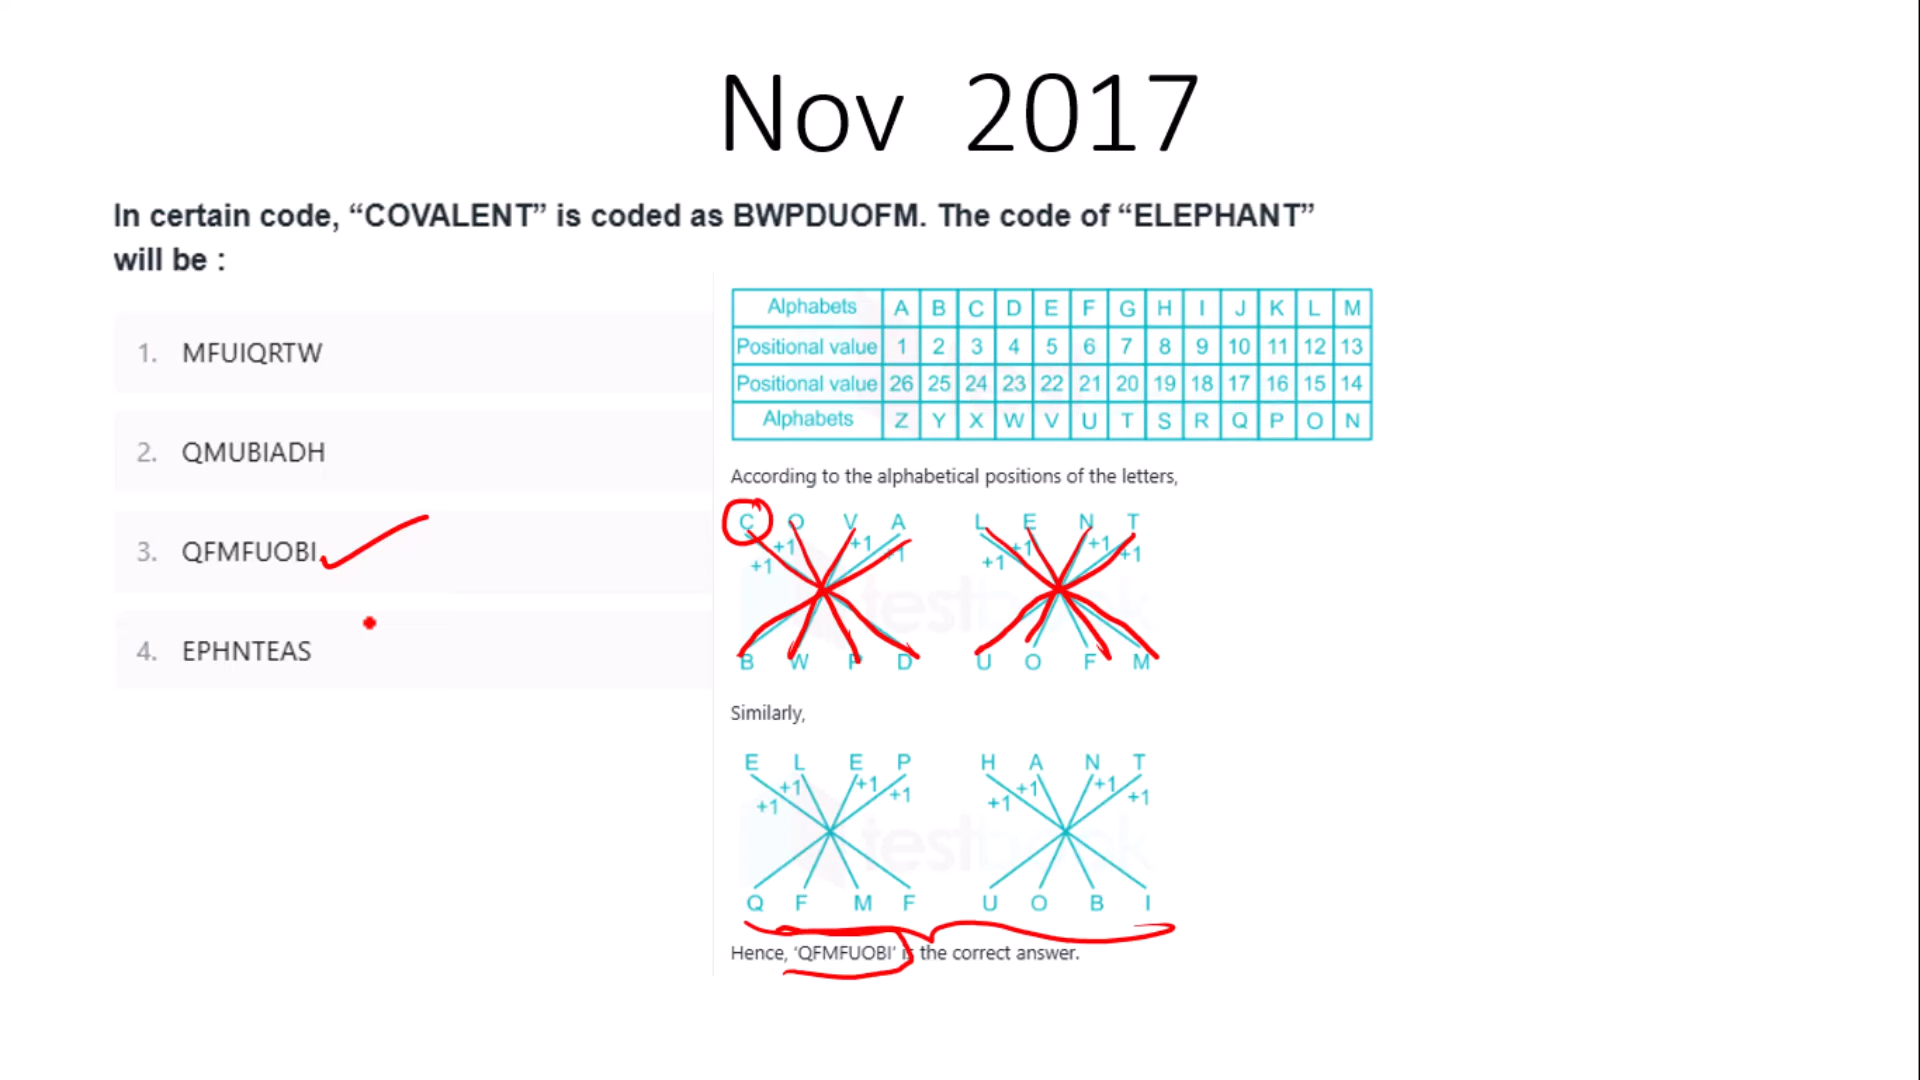 Nov 2017
In certain code, “COVALENT” is coded as BWPDUOFM. The code of “ELEPHANT”
will be :
1. MFUIQRTW
2. QMUBIADH
3. QFMFUOBI
4. EPHNTEAS
Alphabets A B C D E F G H I J K L M
Positional value 1 2 3 4 5 6 7 8 9 10 11 12 13
Positional value 26 25 24 23 22 21 20 19 18 17 16 15 14
Alphabets Z Y X W V U T S R Q P O N
According to the alphabetical positions of the letters,
C O V A L E N T
+1 +1 +1 +1 +1 +1 +1 +1
B W P D U O F M
testbook
Similarly,
E L E P H A N T
+1 +1 +1 +1 +1 +1 +1 +1
testbook
Q F M F U O B I
Hence, ‘QFMFUOBI’ is the correct answer.